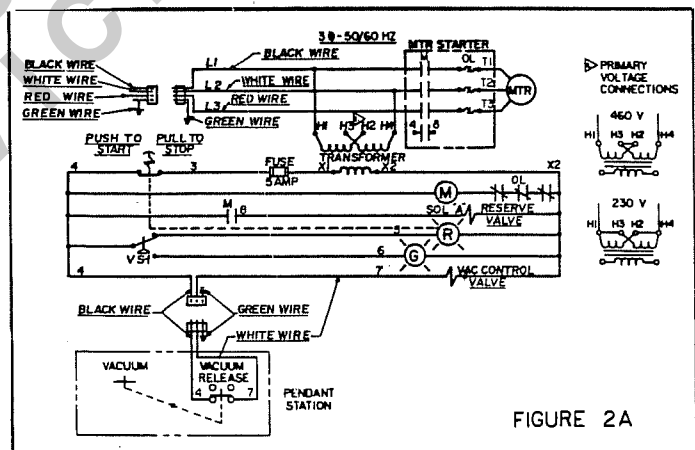 3Φ-50/60 HZ
BLACK WIRE
WHITE WIRE
RED WIRE
GREEN WIRE
L1
BLACK WIRE
L2
WHITE WIRE
L3
RED WIRE
GREEN WIRE
MTR STARTER
M
OL
T1
T2
T3
MTR
4
8
PRIMARY
VOLTAGE
CONNECTIONS
460 V
H1 H3 H2 H4
230 V
H1 H3 H2 H4
H1 H3 H2 H4
TRANSFORMER
X1 X2
PUSH TO
START
PULL TO
STOP
4
3
FUSE
5 AMP
X2
M
OL
M
8
SOL 'A'
RESERVE
VALVE
VS1
5
R
6
G
4
7
VAC CONTROL
VALVE
BLACK WIRE
GREEN WIRE
WHITE WIRE
VACUUM
VACUUM
RELEASE
4 7
PENDANT
STATION
FIGURE 2A